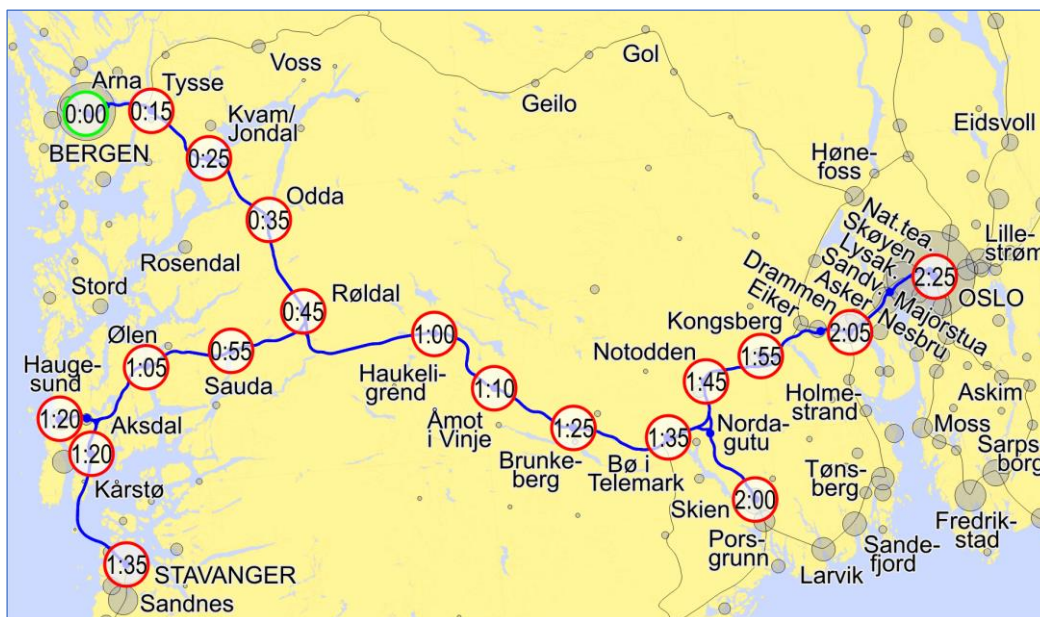 Voss
Gol
Geilo
Arna
Tysse
0:00
0:15
BERGEN
Kvam/
Jondal
0:25
Eidsvoll
Høne-
foss
Odda
0:35
Nat.tea.
Skøyen
Lysak.
Sandv.
Asker
Drammen
Eiker
Lille-
strøm
2:25
OSLO
Majorstua
Nesbru
Rosendal
Stord
Røldal
0:45
Ølen
0:55
Sauda
1:05
Hauge-
sund
1:20
Aksdal
1:20
Kårstø
1:35
STAVANGER
Sandnes
1:00
Haukeli-
grend
1:10
Åmot
i Vinje
1:25
Brunke-
berg
1:35
Bø i
Telemark
Notodden
1:45
Kongsberg
1:55
2:05
Norda-
gutu
Skien
2:00
Pors-
grunn
Holme-
strand
Tøns-
berg
Larvik
Sande-
fjord
Askim
Moss
Sarps-
borg
Fredrik-
stad